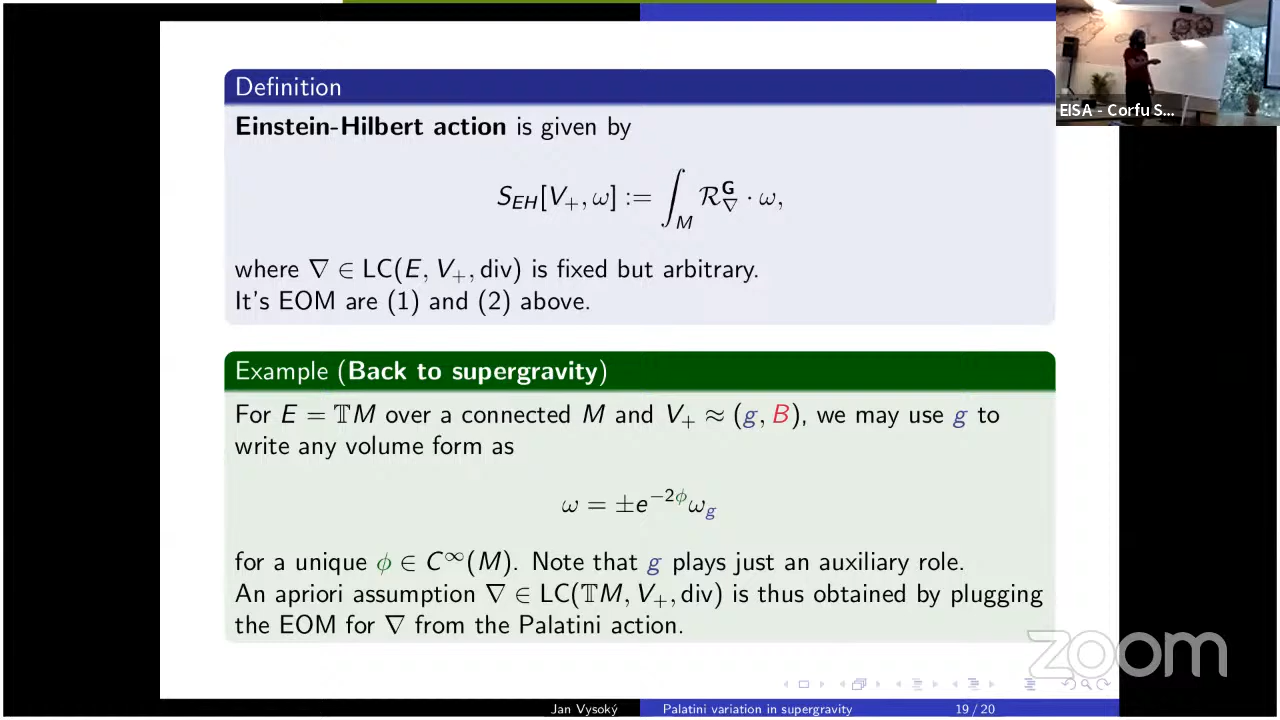 Definition
Einstein-Hilbert action is given by
S_{EH}[V_+, ω] := ∫_M R^G_∇ · ω,
where ∇ ∈ LC(E, V_+, div) is fixed but arbitrary.
It's EOM are (1) and (2) above.
Example (Back to supergravity)
For E = 𝕋M over a connected M and V_+ ≈ (g, B), we may use g to
write any volume form as
ω = ±e^{−2ϕ}ω_g
for a unique ϕ ∈ C^∞(M). Note that g plays just an auxiliary role.
An apriori assumption ∇ ∈ LC(𝕋M, V_+, div) is thus obtained by plugging
the EOM for ∇ from the Palatini action.
Jan Vysoký Palatini variation in supergravity 19 / 20
EISA - Corfu S...
zoom